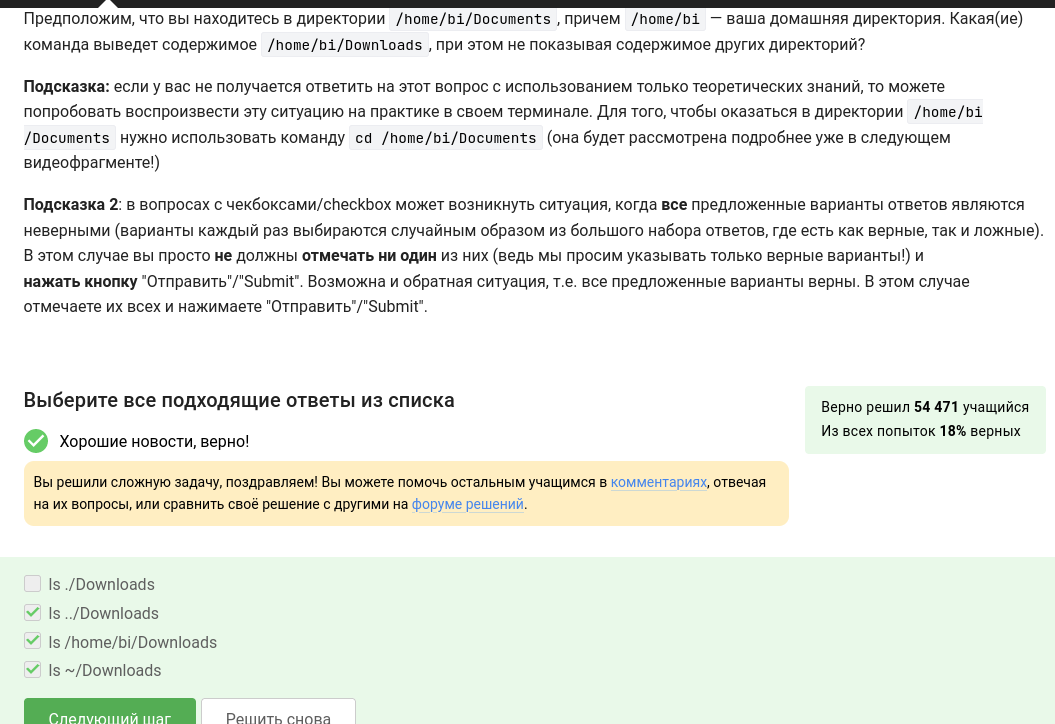 Предположим, что вы находитесь в директории /home/bi/Documents, причем /home/bi — ваша домашняя директория. Какая(ие)
команда выведет содержимое /home/bi/Downloads, при этом не показывая содержимое других директорий?
Подсказка: если у вас не получается ответить на этот вопрос с использованием только теоретических знаний, то можете
попробовать воспроизвести эту ситуацию на практике в своем терминале. Для того, чтобы оказаться в директории /home/bi
/Documents нужно использовать команду cd /home/bi/Documents (она будет рассмотрена подробнее уже в следующем
видеофрагменте!)
Подсказка 2: в вопросах с чекбоксами/checkbox может возникнуть ситуация, когда все предложенные варианты ответов являются
неверными (варианты каждый раз выбираются случайным образом из большого набора ответов, где есть как верные, так и ложные).
В этом случае вы просто не должны отмечать ни один из них (ведь мы просим указывать только верные варианты!) и
нажать кнопку "Отправить"/"Submit". Возможна и обратная ситуация, т.е. все предложенные варианты верны. В этом случае
отмечаете их всех и нажимаете "Отправить"/"Submit".
Выберите все подходящие ответы из списка
Верно решил 54 471 учащийся
Из всех попыток 18% верных
Хорошие новости, верно!
Вы решили сложную задачу, поздравляем! Вы можете помочь остальным учащимся в комментариях, отвечая
на их вопросы, или сравнить своё решение с другими на форуме решений.
ls ./Downloads
ls ../Downloads
ls /home/bi/Downloads
ls ~/Downloads
Следующий шаг
Решить снова